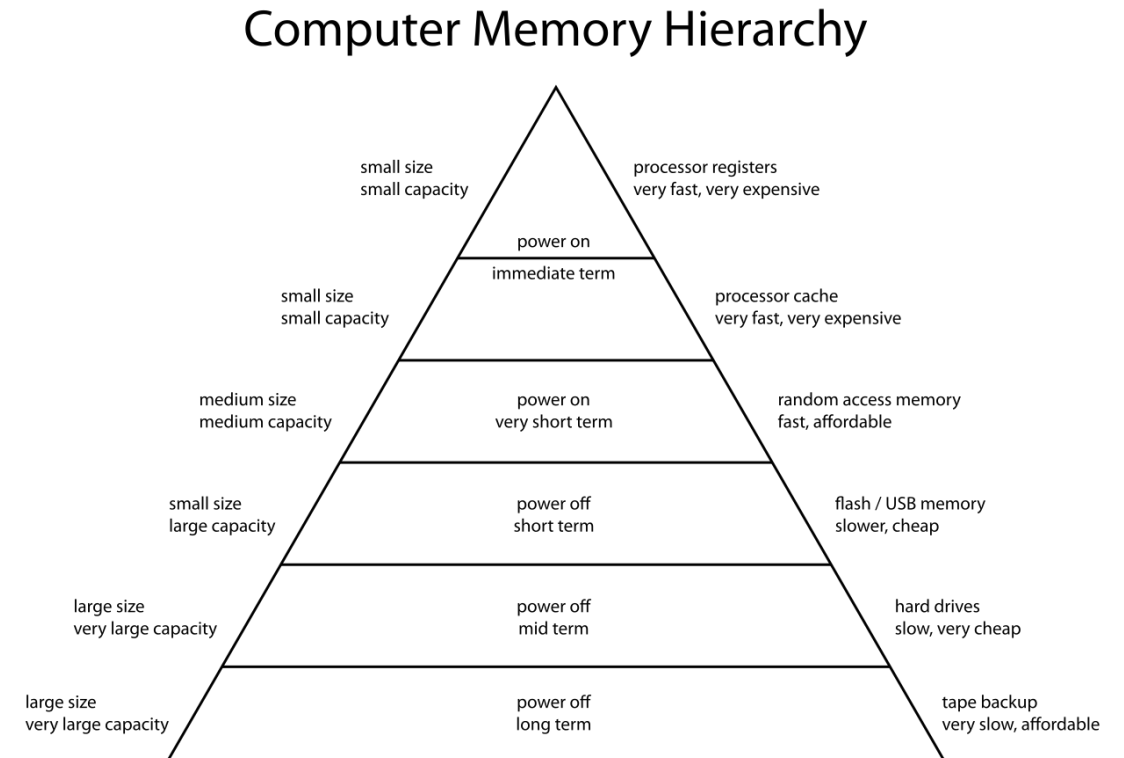 Computer Memory Hierarchy
small size
small capacity
processor registers
very fast, very expensive
power on
immediate term
small size
small capacity
processor cache
very fast, very expensive
medium size
medium capacity
power on
very short term
random access memory
fast, affordable
small size
large capacity
power off
short term
flash / USB memory
slower, cheap
large size
very large capacity
power off
mid term
hard drives
slow, very cheap
large size
very large capacity
power off
long term
tape backup
very slow, affordable